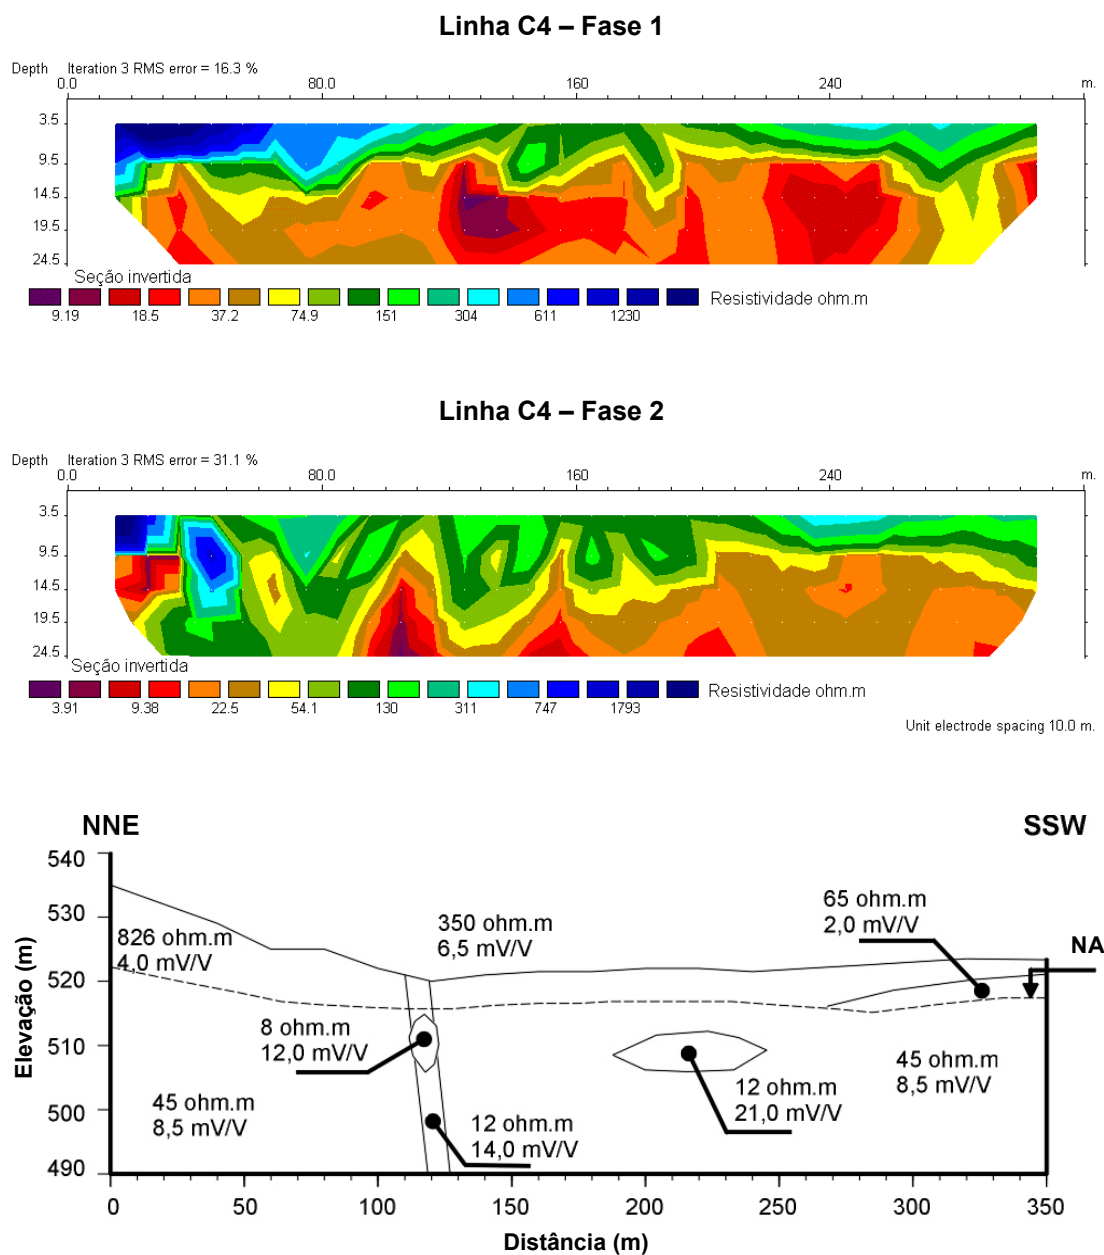 Linha C4 – Fase 1
Depth Iteration 3 RMS error = 16.3 %
0.0 80.0 160 240 m.
3.5
9.5
14.5
19.5
24.5
Seção invertida
Resistividade ohm.m
9.19 18.5 37.2 74.9 151 304 611 1230
Linha C4 – Fase 2
Depth Iteration 3 RMS error = 31.1 %
0.0 80.0 160 240 m.
3.5
9.5
14.5
19.5
24.5
Seção invertida
Resistividade ohm.m
3.91 9.38 22.5 54.1 130 311 747 1793
Unit electrode spacing 10.0 m.
NNE SSW
540
530
520
510
500
490
Elevação (m)
826 ohm.m
4,0 mV/V
350 ohm.m
6,5 mV/V
65 ohm.m
2,0 mV/V
NA
8 ohm.m
12,0 mV/V
45 ohm.m
8,5 mV/V
12 ohm.m
14,0 mV/V
12 ohm.m
21,0 mV/V
45 ohm.m
8,5 mV/V
0 50 100 150 200 250 300 350
Distância (m)